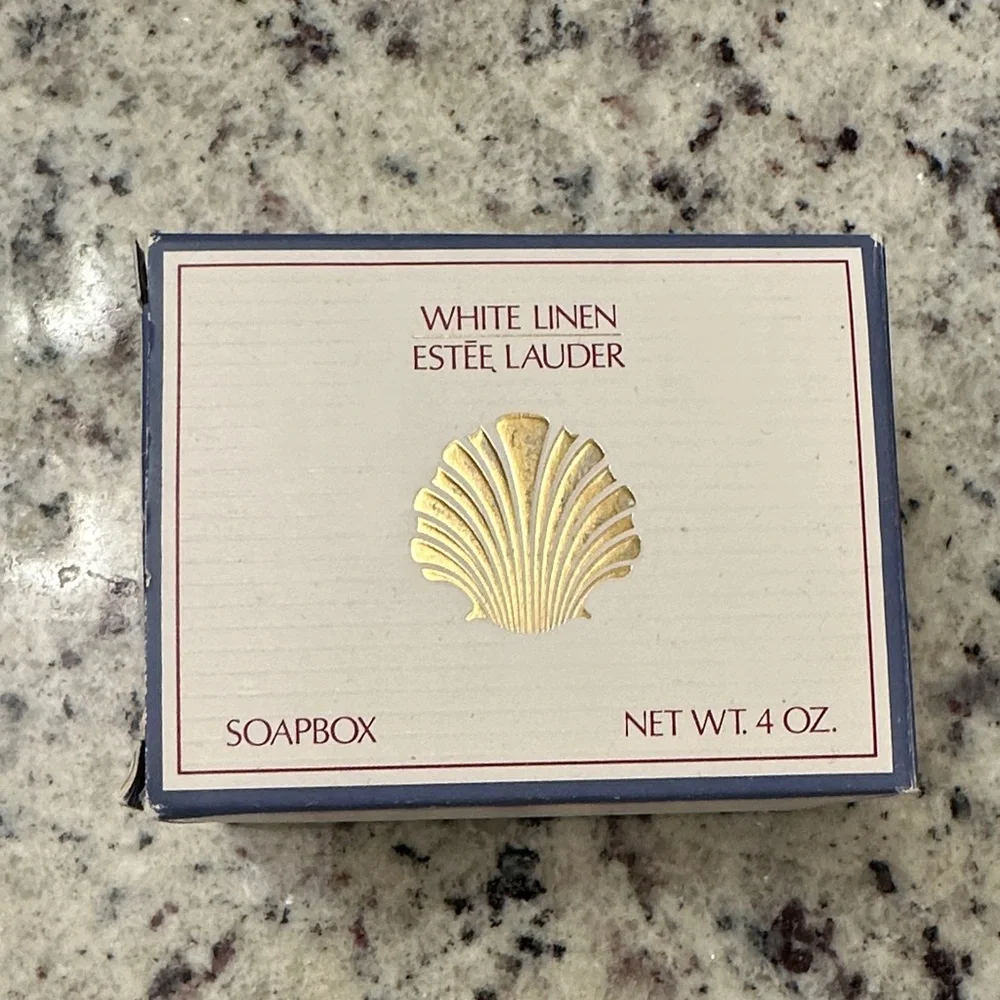 WHITE LINEN
ESTĒE LAUDER
SOAPBOX
NET WT. 4 OZ.